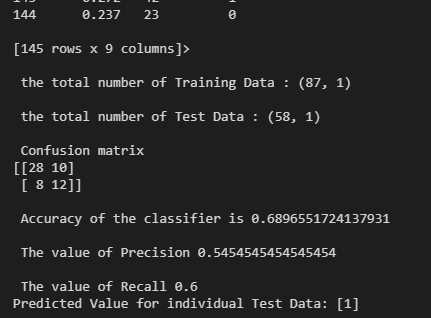 144 0.237 23 0
[145 rows x 9 columns]>
the total number of Training Data : (87, 1)
the total number of Test Data : (58, 1)
Confusion matrix
[[28 10]
[ 8 12]]
Accuracy of the classifier is 0.6896551724137931
The value of Precision 0.5454545454545454
The value of Recall 0.6
Predicted Value for individual Test Data: [1]